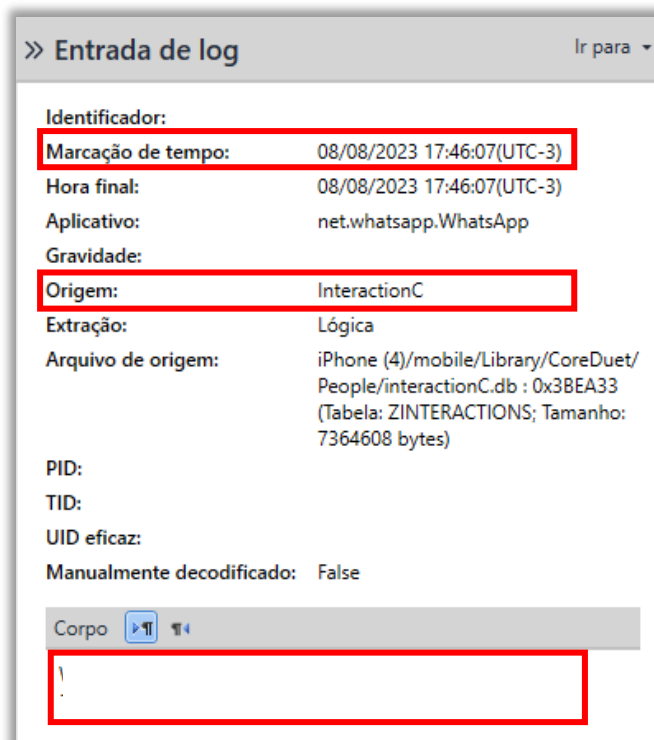 » Entrada de log Ir para
Identificador:
Marcação de tempo: 08/08/2023 17:46:07(UTC-3)
Hora final: 08/08/2023 17:46:07(UTC-3)
Aplicativo: net.whatsapp.WhatsApp
Gravidade:
Origem: InteractionC
Extração: Lógica
Arquivo de origem: iPhone (4)/mobile/Library/CoreDuet/
People/interactionC.db : 0x3BEA33
(Tabela: ZINTERACTIONS; Tamanho:
7364608 bytes)
PID:
TID:
UID eficaz:
Manualmente decodificado: False
Corpo